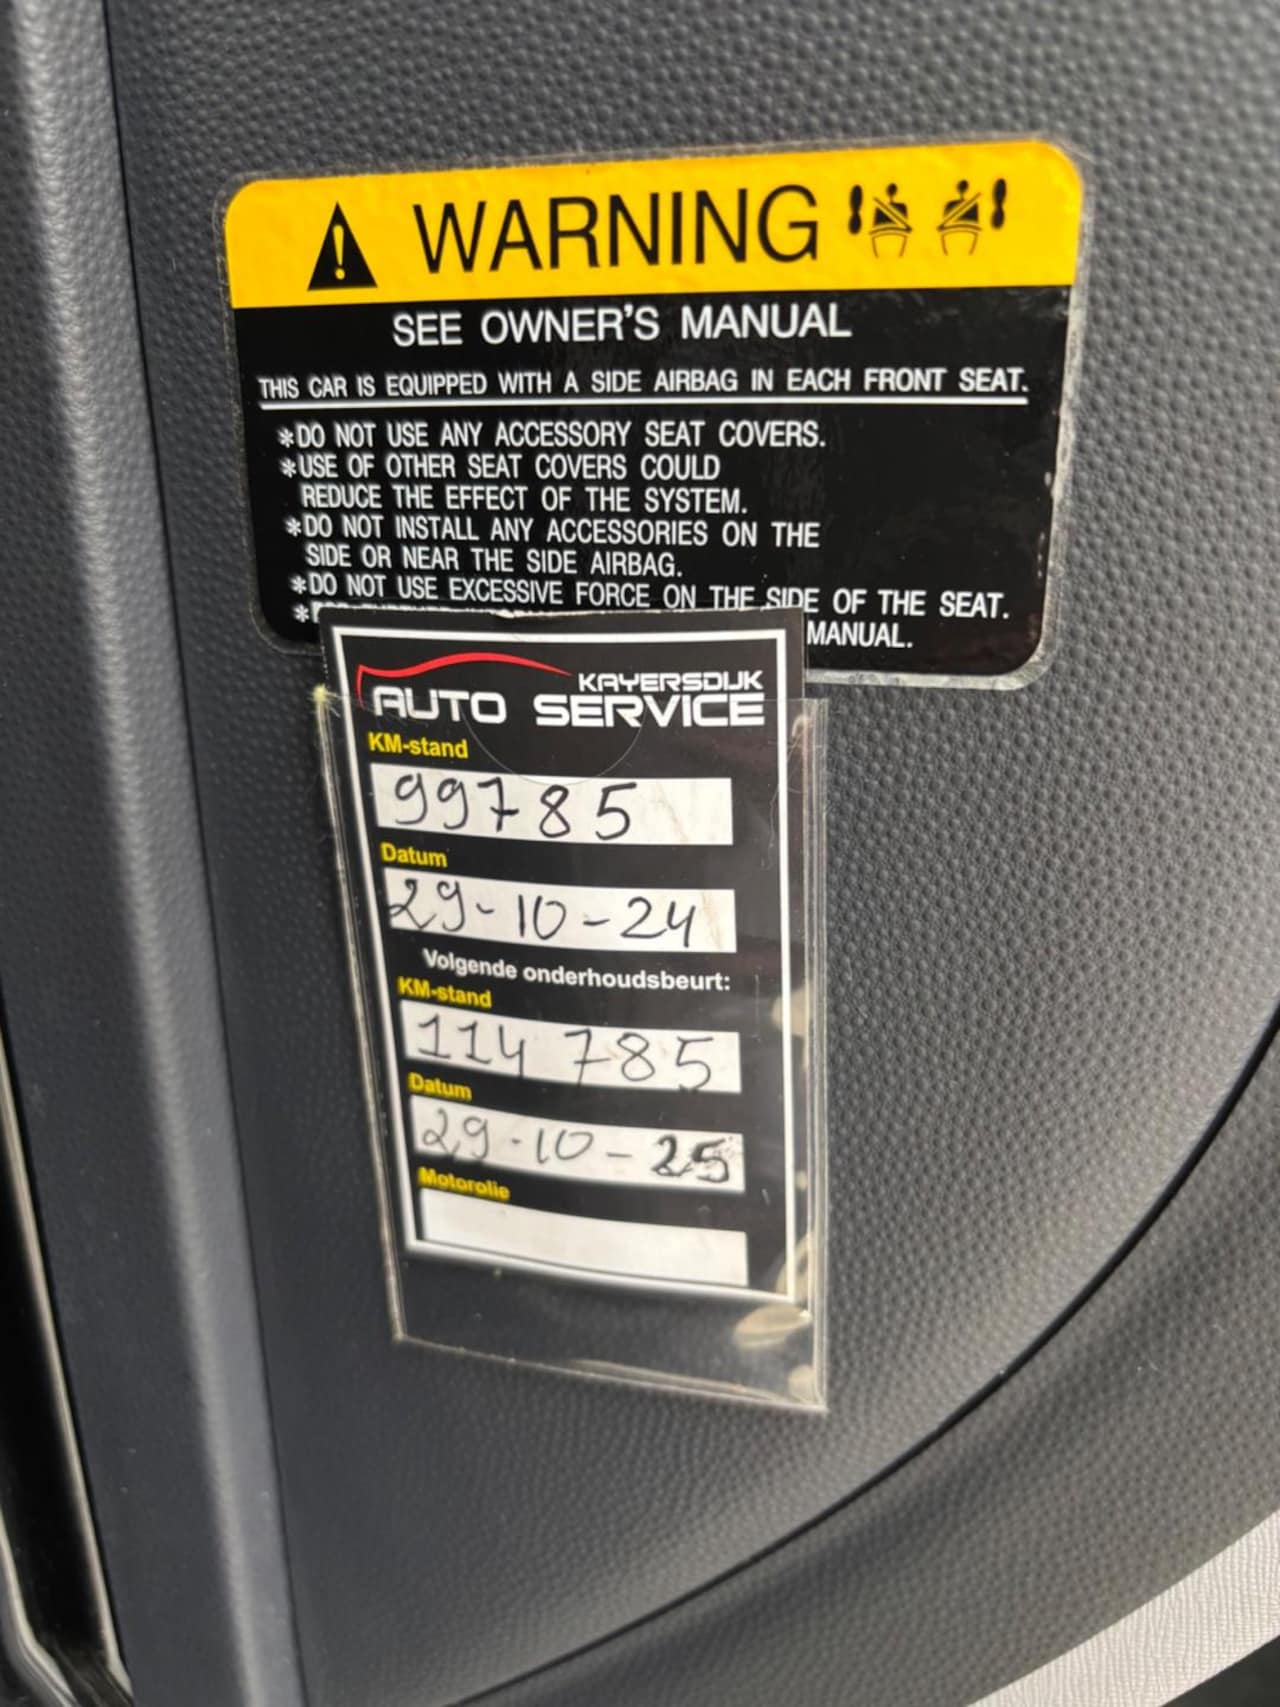 WARNING
SEE OWNER'S MANUAL
THIS CAR IS EQUIPPED WITH A SIDE AIRBAG IN EACH FRONT SEAT.
*DO NOT USE ANY ACCESSORY SEAT COVERS.
*USE OF OTHER SEAT COVERS COULD
REDUCE THE EFFECT OF THE SYSTEM.
*DO NOT INSTALL ANY ACCESSORIES ON THE
SIDE OR NEAR THE SIDE AIRBAG.
*DO NOT USE EXCESSIVE FORCE ON THE SIDE OF THE SEAT.
* MANUAL.
KAYERSDIJK
AUTO SERVICE
KM-stand
99785
Datum
29-10-24
Volgende onderhoudsbeurt:
KM-stand
114 785
Datum
29-10-25
Motorolie